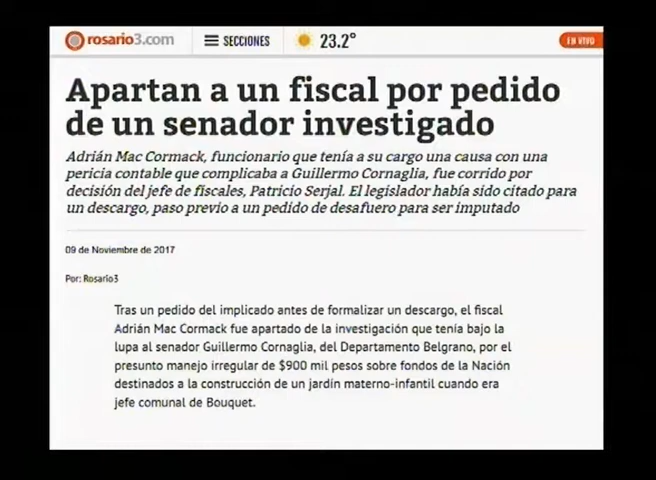 rosario3.com SECCIONES 23.2° EN VIVO
Apartan a un fiscal por pedido
de un senador investigado
Adrián Mac Cormack, funcionario que tenía a su cargo una causa con una
pericia contable que complicaba a Guillermo Cornaglia, fue corrido por
decisión del jefe de fiscales, Patricio Serjal. El legislador había sido citado para
un descargo, paso previo a un pedido de desafuero para ser imputado
09 de Noviembre de 2017
Por: Rosario3
Tras un pedido del implicado antes de formalizar un descargo, el fiscal
Adrián Mac Cormack fue apartado de la investigación que tenía bajo la
lupa al senador Guillermo Cornaglia, del Departamento Belgrano, por el
presunto manejo irregular de $900 mil pesos sobre fondos de la Nación
destinados a la construcción de un jardín materno-infantil cuando era
jefe comunal de Bouquet.